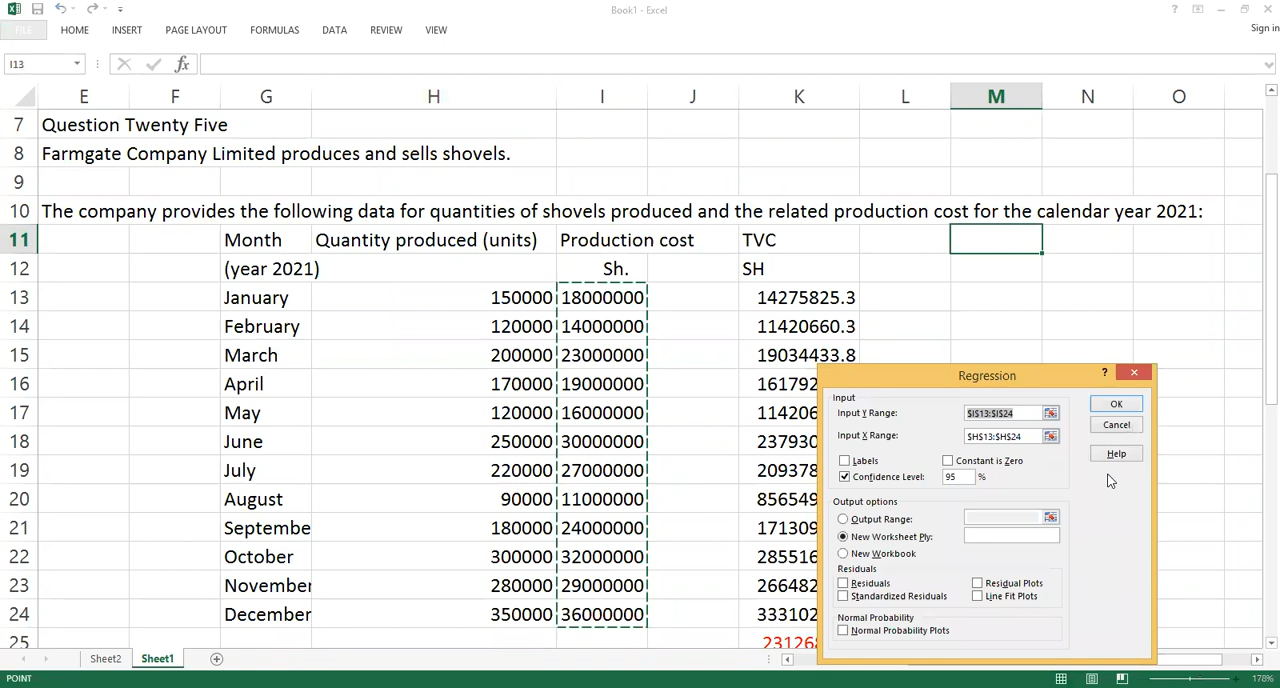 Book1 - Excel
FILE HOME INSERT PAGE LAYOUT FORMULAS DATA REVIEW VIEW Sign in
I13 fx
E F G H I J K L M N O
7 Question Twenty Five
8 Farmgate Company Limited produces and sells shovels.
9
10 The company provides the following data for quantities of shovels produced and the related production cost for the calendar year 2021:
11 Month Quantity produced (units) Production cost TVC
12 (year 2021) Sh. SH
13 January 150000 18000000 14275825.3
14 February 120000 14000000 11420660.3
15 March 200000 23000000 19034433.8
16 April 170000 19000000 161792
17 May 120000 16000000 114206
18 June 250000 30000000 237930
19 July 220000 27000000 209378
20 August 90000 11000000 856549
21 Septembe 180000 24000000 171309
22 October 300000 32000000 285516
23 November 280000 29000000 266482
24 December 350000 36000000 333102
25 231268
Regression ?
Input
Input Y Range: $I$13:$I$24
Input X Range: $H$13:$H$24
Labels Constant is Zero
Confidence Level: 95 %
OK
Cancel
Help
Output options
Output Range:
New Worksheet Ply:
New Workbook
Residuals
Residuals Residual Plots
Standardized Residuals Line Fit Plots
Normal Probability
Normal Probability Plots
Sheet2 Sheet1
POINT 178%